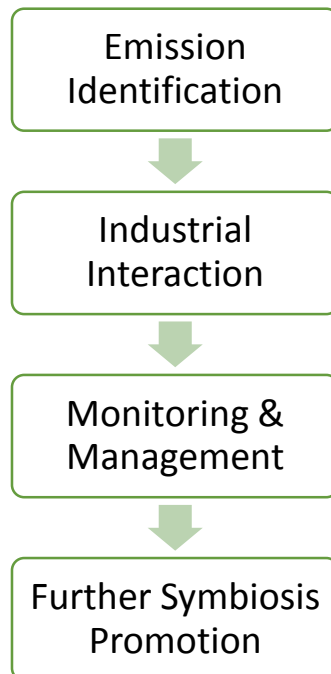 Emission
Identification
Industrial
Interaction
Monitoring &
Management
Further Symbiosis
Promotion